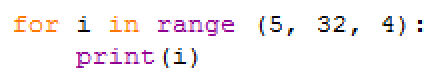 for i in range (5, 32, 4):
    print(i)